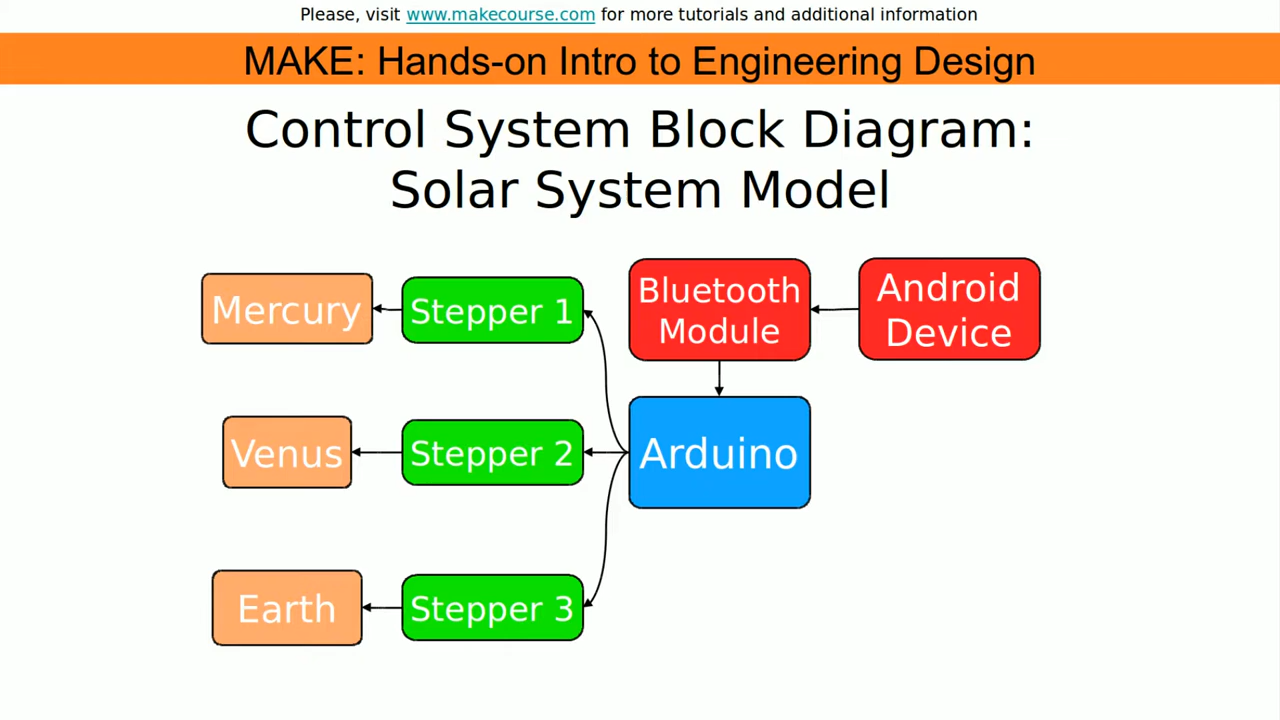 Please, visit www.makecourse.com for more tutorials and additional information
MAKE: Hands-on Intro to Engineering Design
Control System Block Diagram:
Solar System Model
Mercury
Stepper 1
Bluetooth
Module
Android
Device
Venus
Stepper 2
Arduino
Earth
Stepper 3